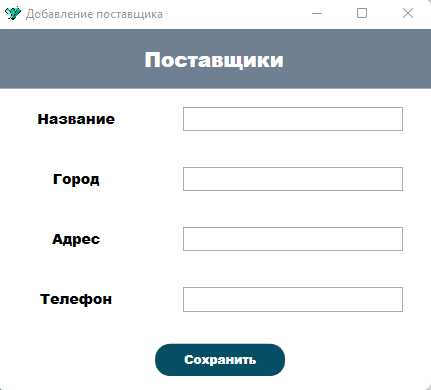 Добавление поставщика
Поставщики
Название
Город
Адрес
Телефон
Сохранить